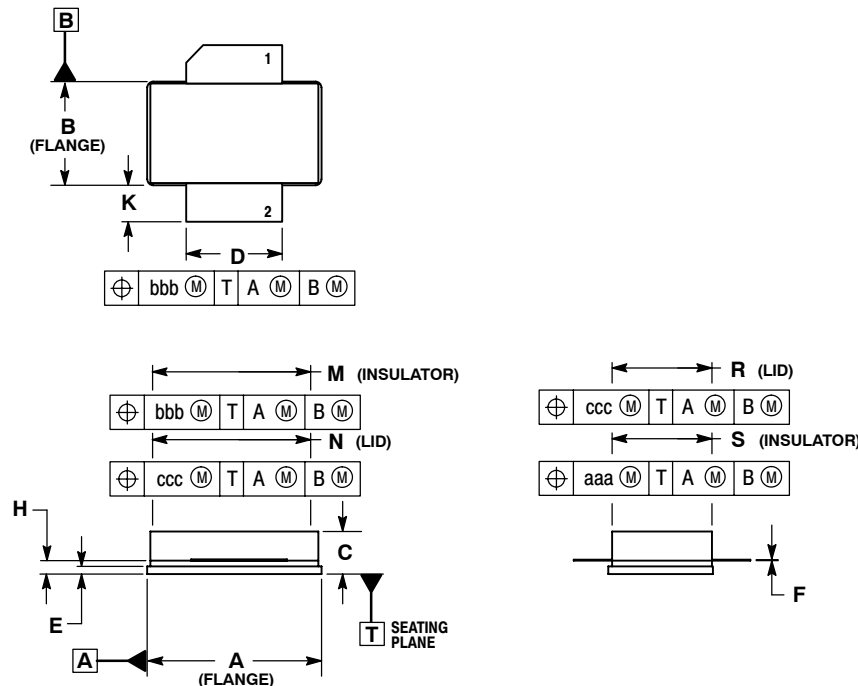 B
1
B
(FLANGE)
K
2
D
⌖ bbb Ⓜ T A Ⓜ B Ⓜ
M (INSULATOR)
⌖ bbb Ⓜ T A Ⓜ B Ⓜ
N (LID)
⌖ ccc Ⓜ T A Ⓜ B Ⓜ
H
C
E
T SEATING
PLANE
A
A
(FLANGE)
R (LID)
⌖ ccc Ⓜ T A Ⓜ B Ⓜ
S (INSULATOR)
⌖ aaa Ⓜ T A Ⓜ B Ⓜ
F